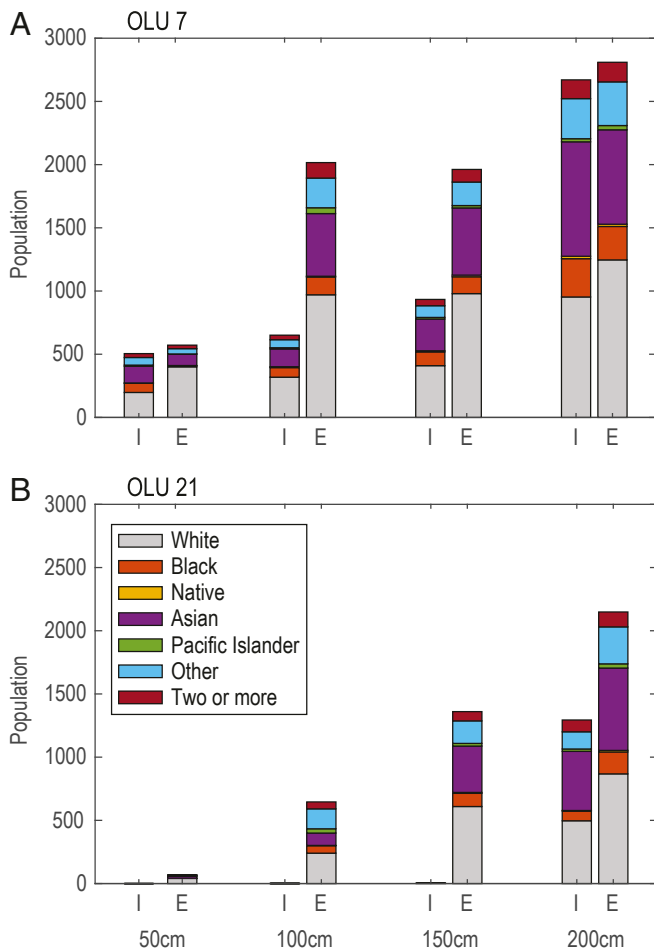 A
OLU 7
3000
2500
2000
1500
1000
500
0
Population
I E I E I E I E
B
OLU 21
3000
2500
2000
1500
1000
500
0
Population
White
Black
Native
Asian
Pacific Islander
Other
Two or more
I E I E I E I E
50cm 100cm 150cm 200cm